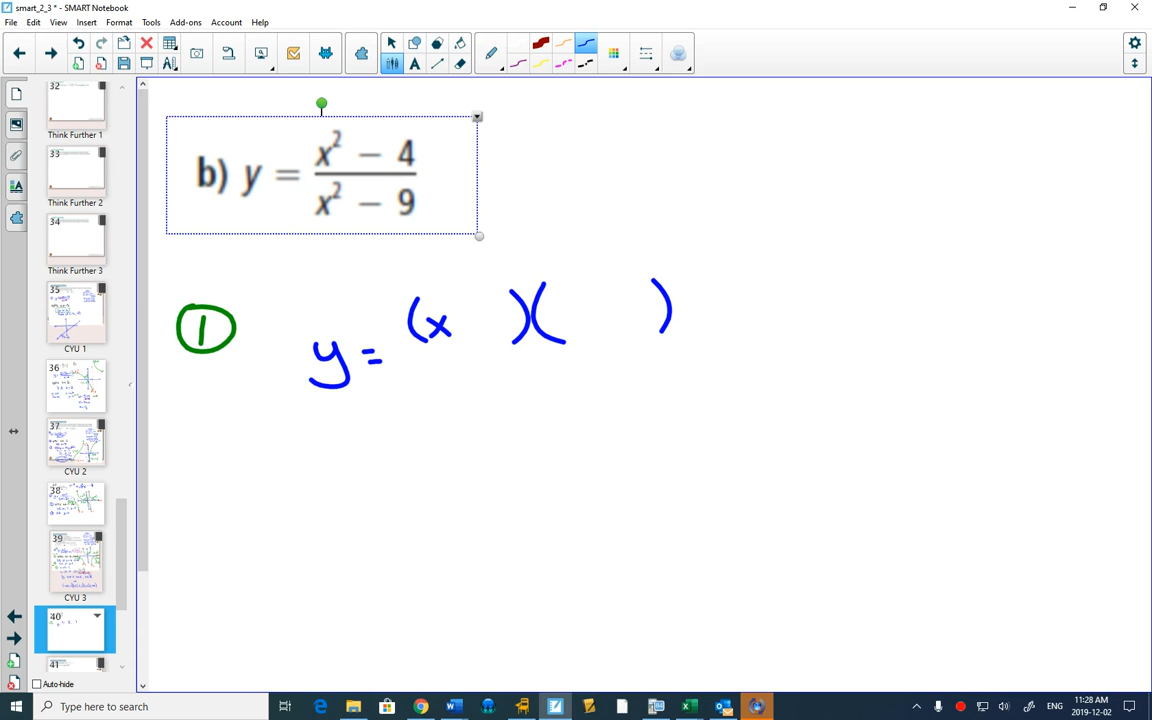 smart_2_3 * - SMART Notebook
File Edit View Insert Format Tools Add-ons Account Help
32
Think Further 1
33
Think Further 2
34
Think Further 3
35
CYU 1
36
37
CYU 2
38
39
CYU 3
40
41
Auto-hide
b) y = x² − 4 / x² − 9
1
y = (x )( )
Type here to search
ENG
11:28 AM
2019-12-02